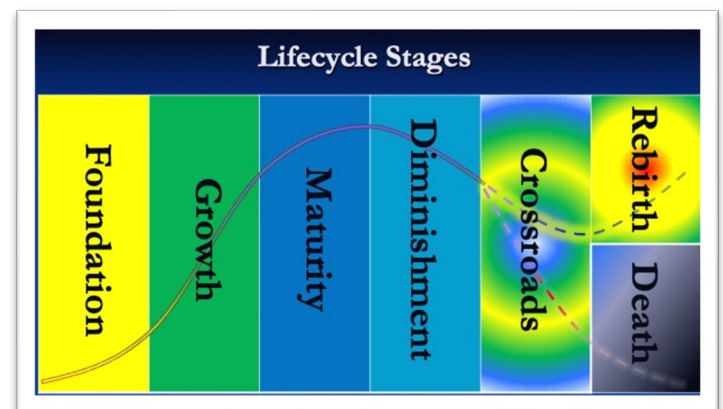 Lifecycle Stages
Foundation
Growth
Maturity
Diminishment
Crossroads
Rebirth
Death